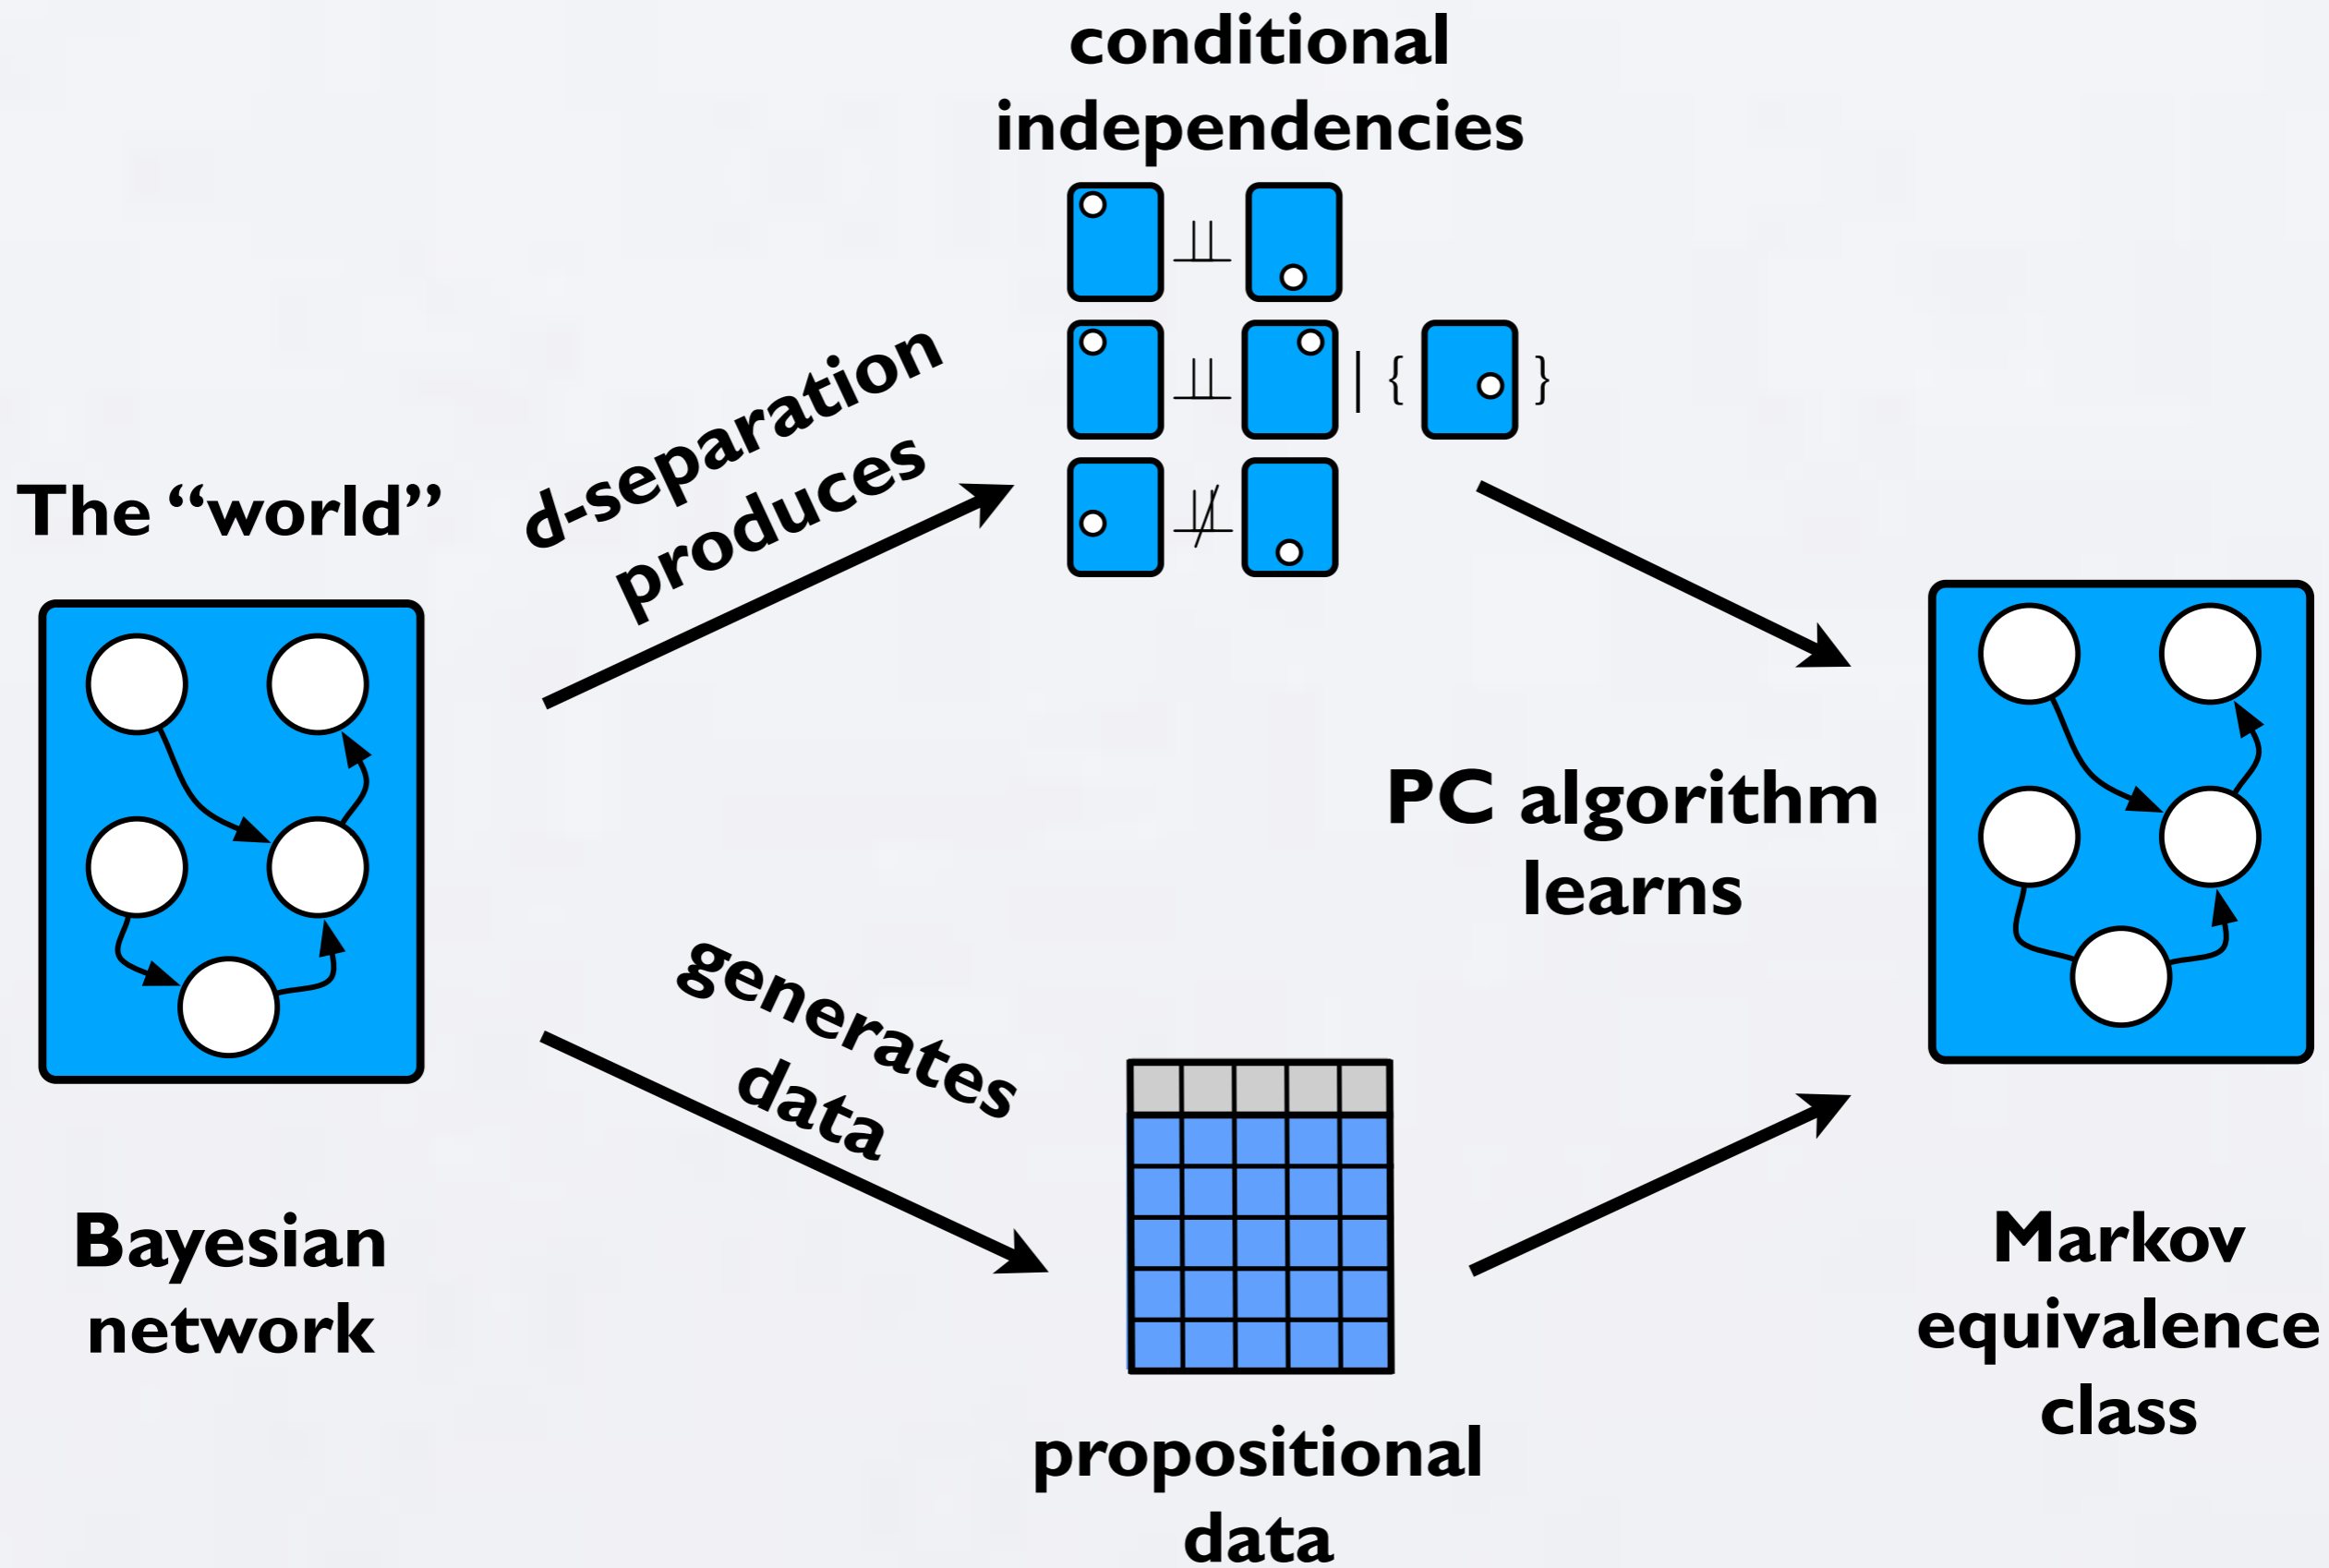 conditional
independencies
⫫
⫫ | { }
⫫̸
d-separation
produces
The “world”
PC algorithm
learns
generates
data
Bayesian
network
Markov
equivalence
class
propositional
data